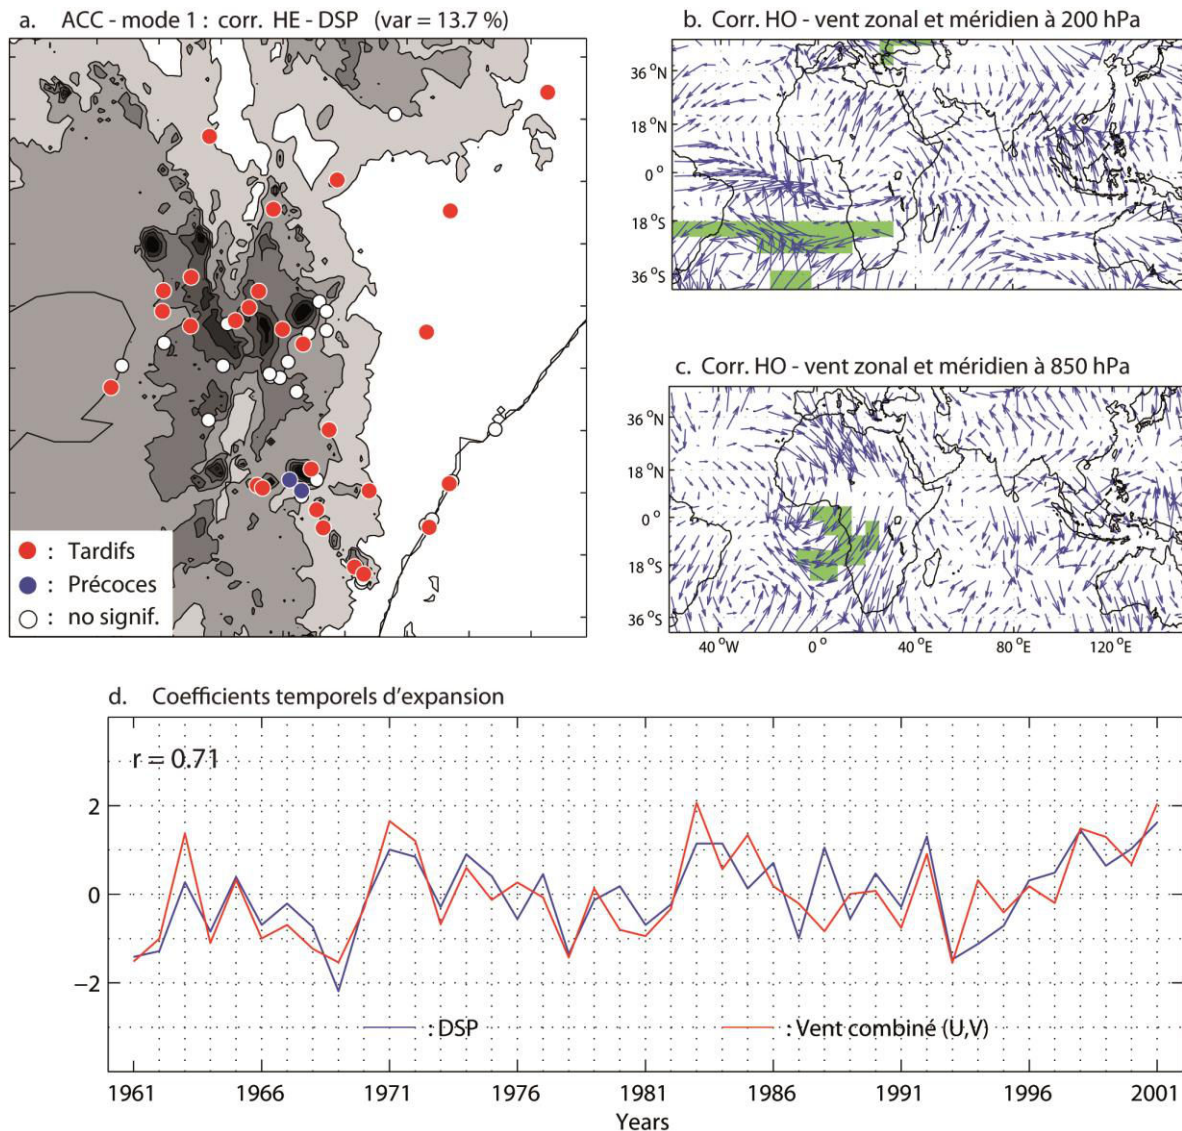 a. ACC - mode 1 : corr. HE - DSP (var = 13.7 %)
: Tardifs
: Précoces
: no signif.
b. Corr. HO - vent zonal et méridien à 200 hPa
36 °N
18 °N
0 °
18 °S
36 °S
c. Corr. HO - vent zonal et méridien à 850 hPa
36 °N
18 °N
0 °
18 °S
36 °S
40 °W 0 ° 40 °E 80 °E 120 °E
d. Coefficients temporels d'expansion
r = 0.71
2
0
−2
: DSP : Vent combiné (U,V)
1961 1966 1971 1976 1981 1986 1991 1996 2001
Years